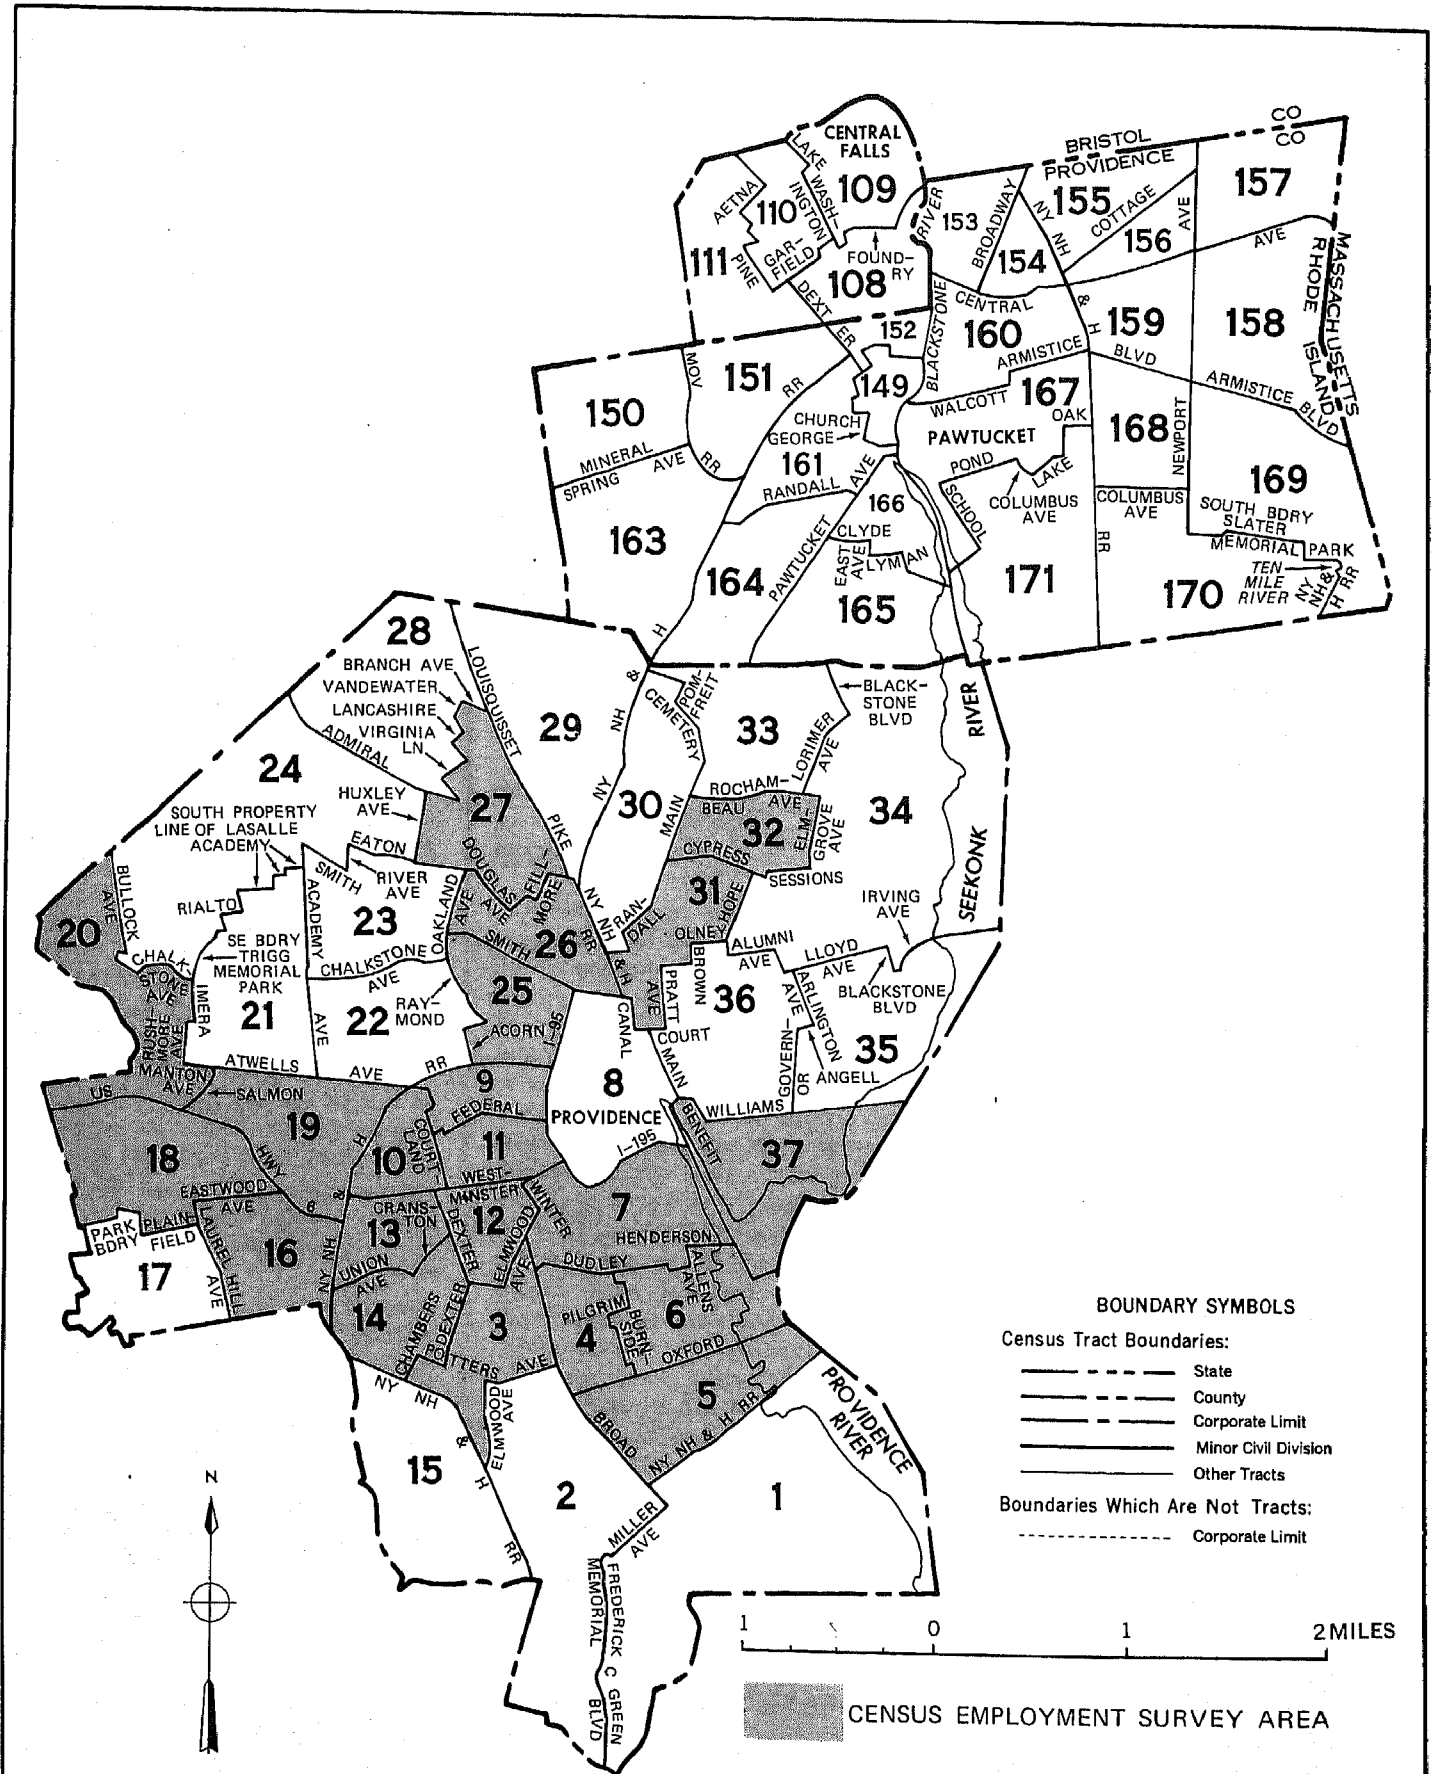 CO
CO
BRISTOL
PROVIDENCE
CENTRAL
FALLS
109
LAKE
WASH-
INGTON
AETNA
110
GAR-
FIELD
PINE
111
FOUND-
RY
108
DEXTER
RIVER
153
BROADWAY
154
NY NH
155
COTTAGE
156
AVE
157
AVE
MASSACHUSETTS
RHODE ISLAND
158
159
& H
BLVD
ARMISTICE BLVD
CENTRAL
160
ARMISTICE
BLACKSTONE
152
149
MOV
RR
151
RR
150
MINERAL
SPRING AVE
CHURCH
GEORGE
161
RANDALL
AVE
PAWTUCKET
WALCOTT
167
OAK
PAWTUCKET
POND
LAKE
COLUMBUS
AVE
168
NEWPORT
COLUMBUS
AVE
169
SOUTH BDRY
SLATER
MEMORIAL PARK
TEN
MILE
RIVER
NY
NH &
H RR
170
RR
171
SCHOOL
166
CLYDE
EAST
AVE
LYMAN
165
164
163
H
&
NH
NY
28
BRANCH AVE
VANDEWATER
LANCASHIRE
VIRGINIA
LN
LOUISQUISSET
PIKE
29
POM-
FREIT
CEMETERY
33
BLACK-
STONE
BLVD
LORIMER
AVE
RIVER
SEEKONK
34
ADMIRAL
24
HUXLEY
AVE
27
30
MAIN
ROCHAM-
BEAU AVE
32
ELM-
GROVE
AVE
CYPRESS
SESSIONS
SOUTH PROPERTY
LINE OF LASALLE
ACADEMY
EATON
SMITH
RIVER
AVE
DOUGLAS
AVE
FILL-
MORE
BULLOCK
AVE
RIALTO
20
ACADEMY
AVE
23
OAKLAND
AVE
SMITH
26
NY NH
& H
RR
RAN-
DALL
31
HOPE
OLNEY
IRVING
AVE
CHALK-
STONE
AVE
SE BDRY
TRIGG
MEMORIAL
PARK
CHALKSTONE
AVE
RAY-
MOND
25
ACORN
I-95
BROWN
PRATT
AVE
ALUMNI
AVE
LLOYD
AVE
BLACKSTONE
BLVD
36
ARLINGTON
AVE
RUSH-
MORE
AVE
IMERA
21
22
CANAL
COURT
MAIN
GOVERN-
OR
ANGELL
35
ATWELLS
AVE
RR
MANTON
AVE
SALMON
US
HWY
6
9
FEDERAL
8
PROVIDENCE
WILLIAMS
BENEFIT
I-195
19
H
&
NH
NY
10
COURT-
LAND
11
WEST-
MINSTER
37
18
EASTWOOD
AVE
CRANS-
TON
13
DEXTER
12
ELMWOOD
AVE
WINTER
7
HENDERSON
PARK
BDRY
PLAIN-
FIELD
LAUREL HILL
AVE
16
17
UNION
AVE
DUDLEY
ALLENS
AVE
14
CHAMBERS
PODEXTER
3
PILGRIM
4
BURN-
SIDE
6
OXFORD
POTTERS AVE
5
NY NH & H RR
NY
NH
&
H
RR
ELMWOOD
AVE
BROAD
PROVIDENCE
RIVER
15
2
1
MILLER
AVE
FREDERICK C GREEN
MEMORIAL BLVD
N
BOUNDARY SYMBOLS
Census Tract Boundaries:
State
County
Corporate Limit
Minor Civil Division
Other Tracts
Boundaries Which Are Not Tracts:
Corporate Limit
1 0 1 2 MILES
CENSUS EMPLOYMENT SURVEY AREA